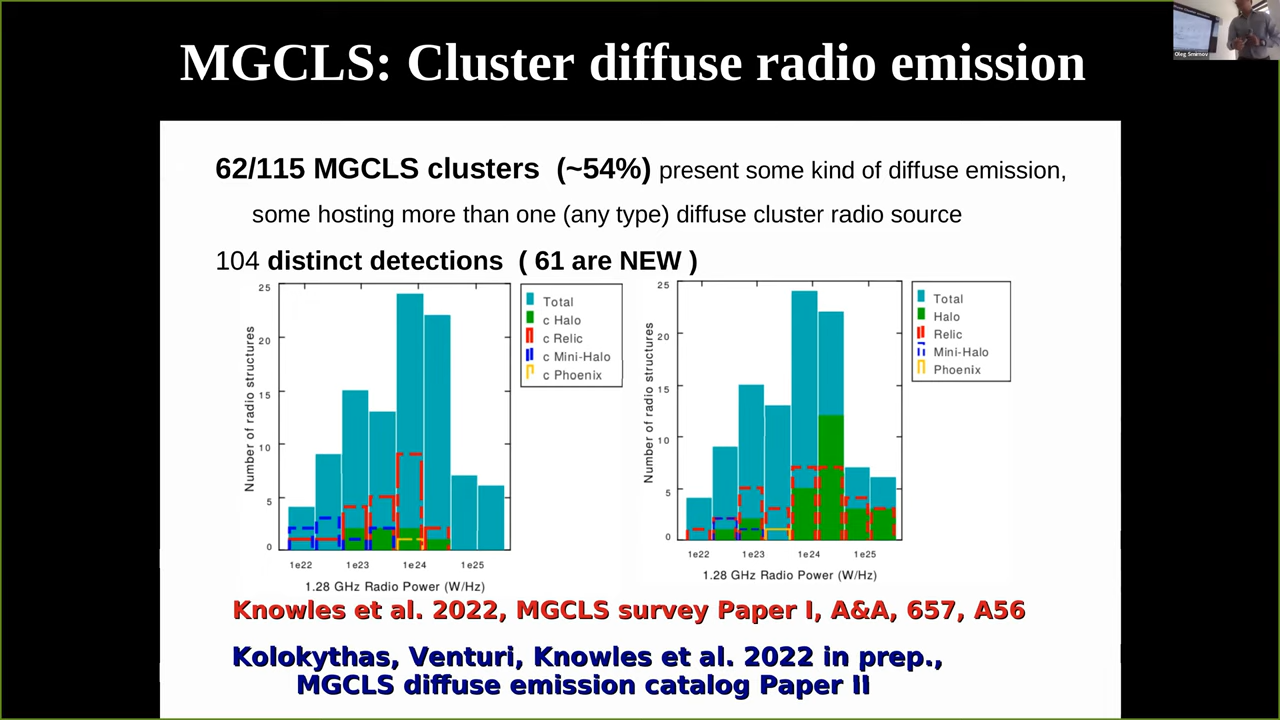 MGCLS: Cluster diffuse radio emission
Oleg Smirnov
62/115 MGCLS clusters (~54%) present some kind of diffuse emission,
some hosting more than one (any type) diffuse cluster radio source
104 distinct detections ( 61 are NEW )
25
20
15
10
5
0
Number of radio structures
1e22 1e23 1e24 1e25
1.28 GHz Radio Power (W/Hz)
Total
c Halo
c Relic
c Mini-Halo
c Phoenix
25
20
15
10
5
0
Number of radio structures
1e22 1e23 1e24 1e25
1.28 GHz Radio Power (W/Hz)
Total
Halo
Relic
Mini-Halo
Phoenix
Knowles et al. 2022, MGCLS survey Paper I, A&A, 657, A56
Kolokythas, Venturi, Knowles et al. 2022 in prep.,
MGCLS diffuse emission catalog Paper II